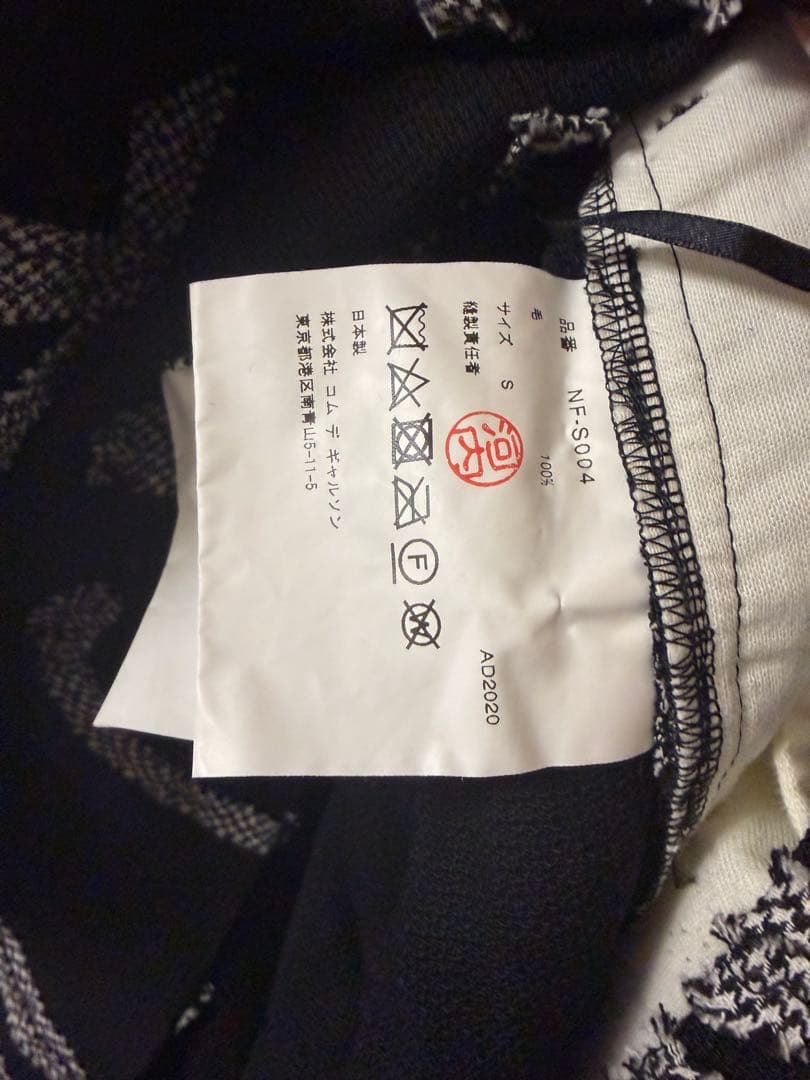 品番 NF-S004
毛 100%
サイズ S
縫製責任者 河内
AD2020
F
W
日本製
株式会社 コム デ ギャルソン
東京都港区南青山5-11-5